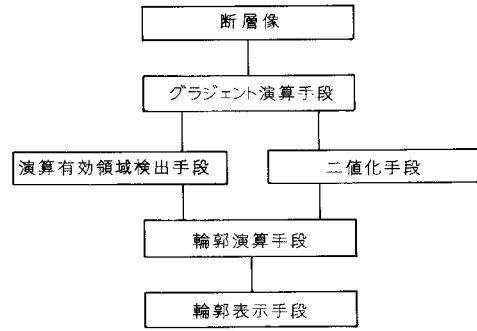 断層像
グラジェント演算手段
演算有効領域検出手段
二値化手段
輪郭演算手段
輪郭表示手段